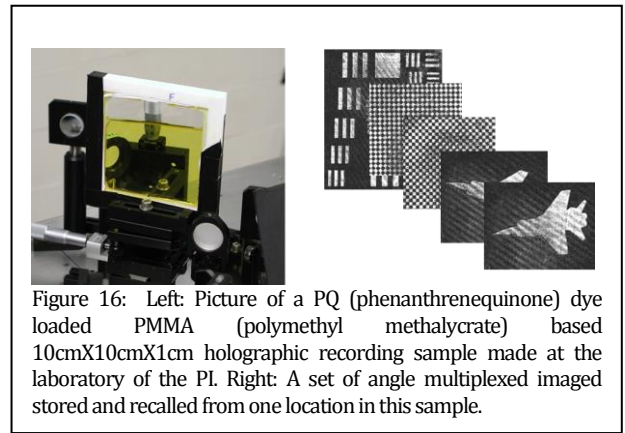 Figure 16: Left: Picture of a PQ (phenanthrenequinone) dye
loaded PMMA (polymethyl methalycrate) based
10cmX10cmX1cm holographic recording sample made at the
laboratory of the PI. Right: A set of angle multiplexed imaged
stored and recalled from one location in this sample.